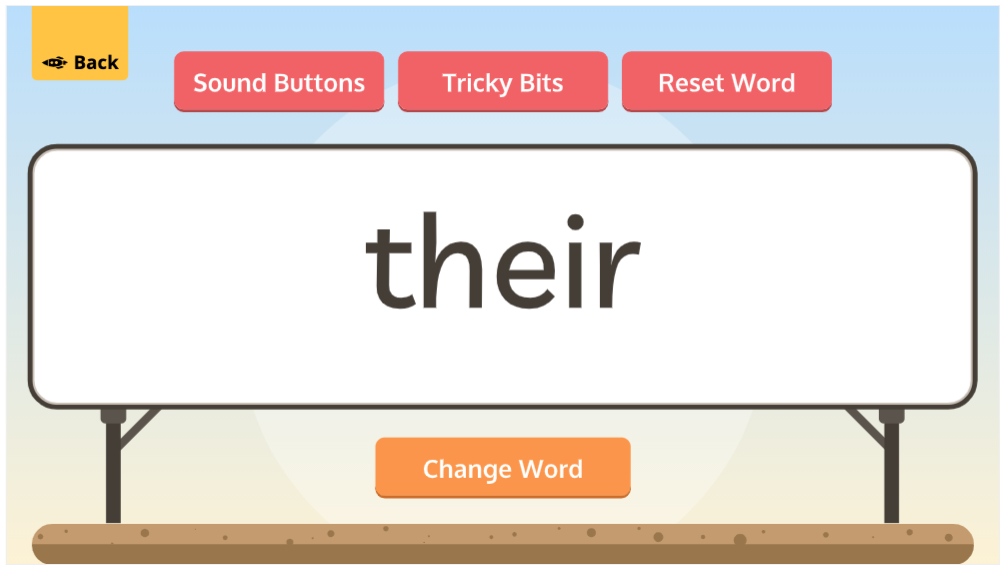 Back
Sound Buttons
Tricky Bits
Reset Word
their
Change Word